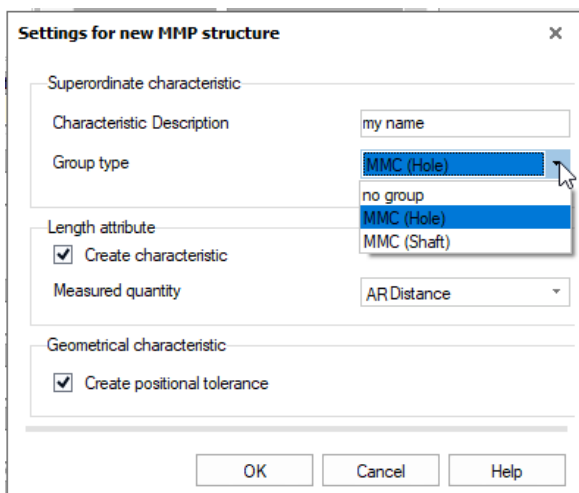 Settings for new MMP structure
Superordinate characteristic
Characteristic Description my name
Group type MMC (Hole)
no group
MMC (Hole)
MMC (Shaft)
Length attribute
Create characteristic
Measured quantity AR Distance
Geometrical characteristic
Create positional tolerance
OK Cancel Help